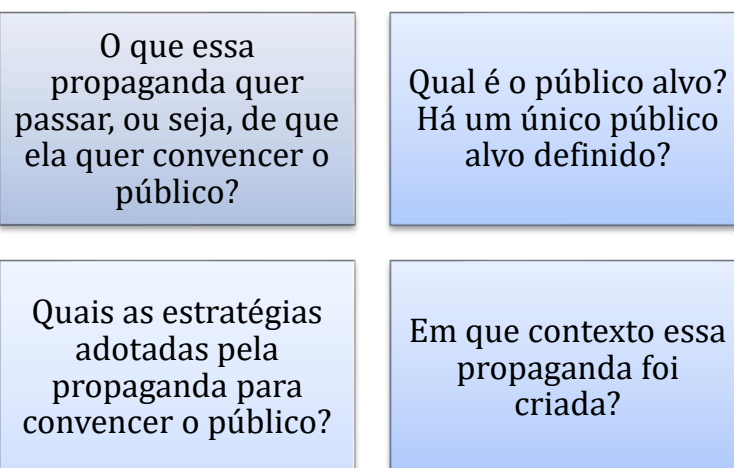 O que essa
propaganda quer
passar, ou seja, de que
ela quer convencer o
público?
Qual é o público alvo?
Há um único público
alvo definido?
Quais as estratégias
adotadas pela
propaganda para
convencer o público?
Em que contexto essa
propaganda foi
criada?